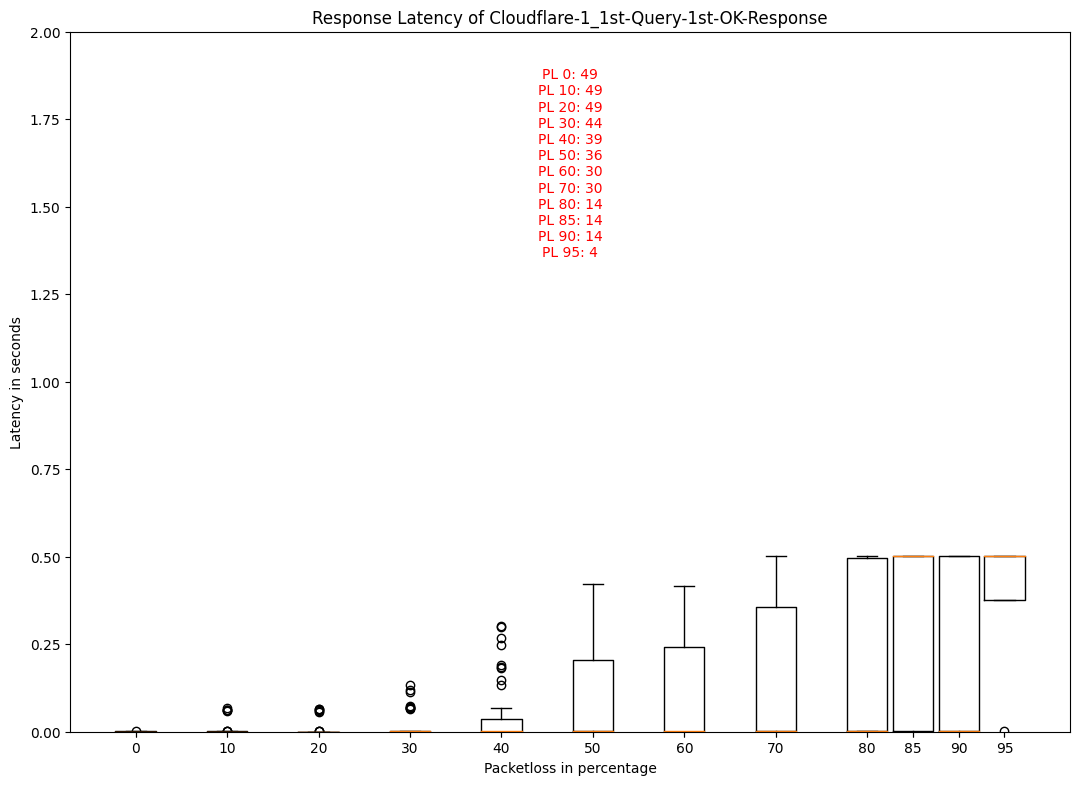 Response Latency of Cloudflare-1_1st-Query-1st-OK-Response
2.00
1.75
1.50
1.25
1.00
0.75
0.50
0.25
0.00
Latency in seconds
PL 0: 49
PL 10: 49
PL 20: 49
PL 30: 44
PL 40: 39
PL 50: 36
PL 60: 30
PL 70: 30
PL 80: 14
PL 85: 14
PL 90: 14
PL 95: 4
0 10 20 30 40 50 60 70 80 85 90 95
Packetloss in percentage